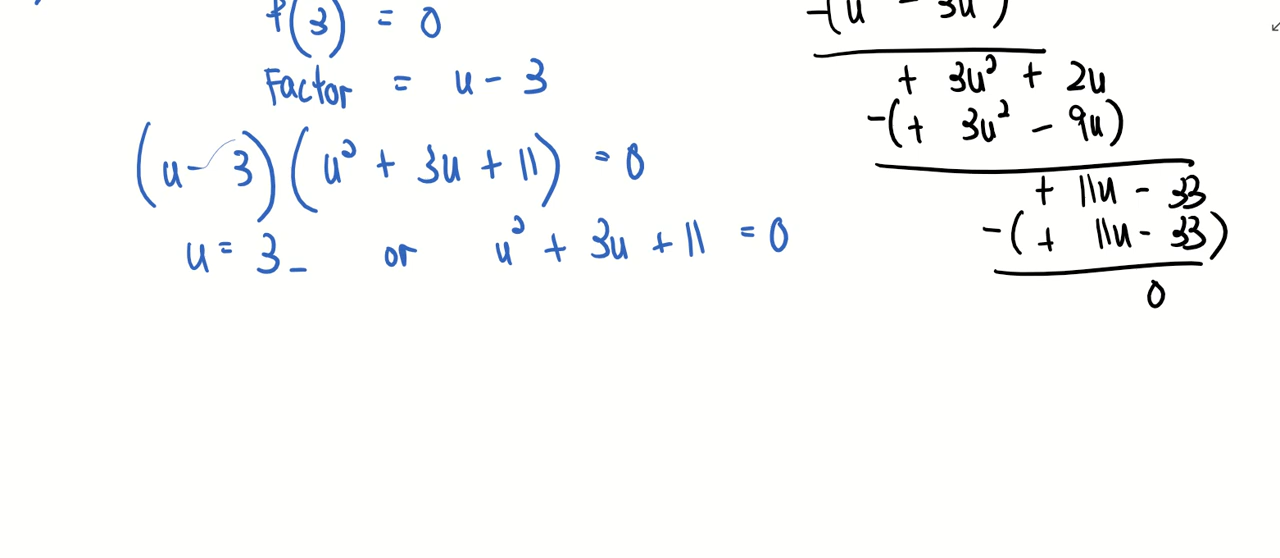 f(3) = 0
Factor = u - 3
(u - 3)(u² + 3u + 11) = 0
u = 3 or u² + 3u + 11 = 0
+ 3u² + 2u
-(+ 3u² - 9u)
+ 11u - 33
-(+ 11u - 33)
0